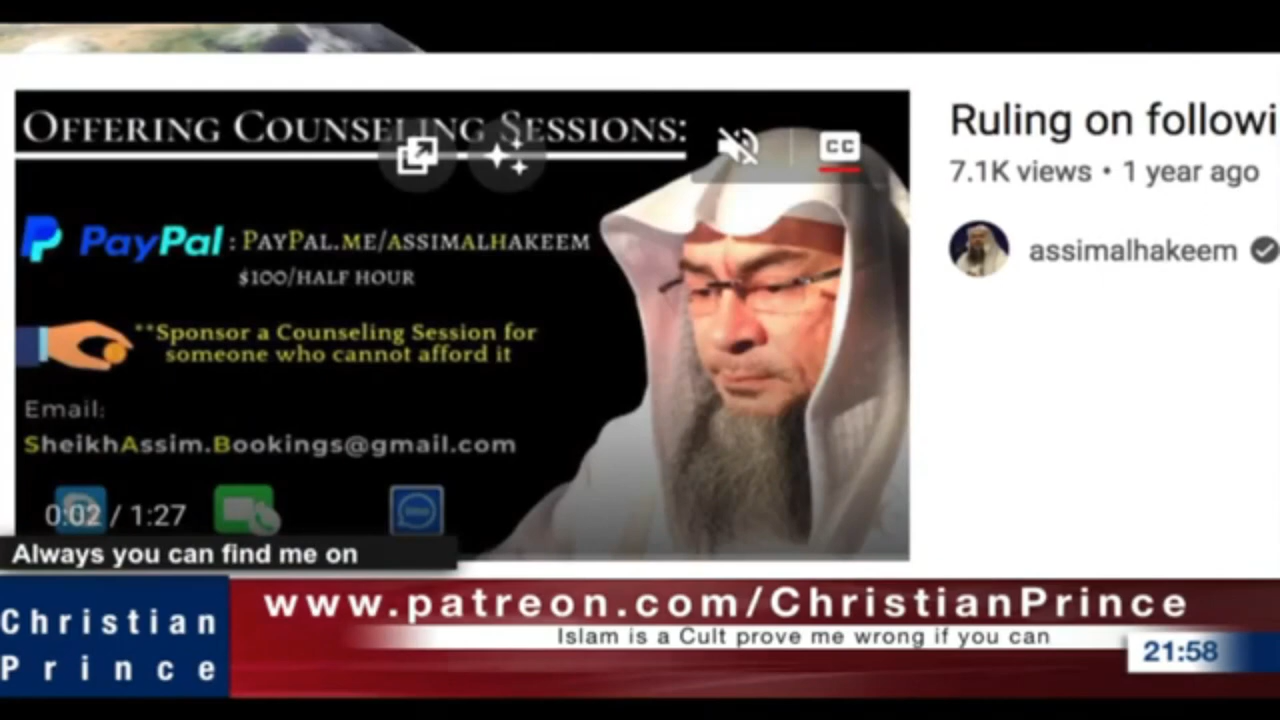 OFFERING COUNSELING SESSIONS:
CC
PayPal : PAYPAL.ME/ASSIMALHAKEEM
$100/HALF HOUR
**Sponsor a Counseling Session for
someone who cannot afford it
Email:
SheikhAssim.Bookings@gmail.com
0:02 / 1:27
Ruling on followi
7.1K views • 1 year ago
assimalhakeem
Always you can find me on
Christian
Prince
www.patreon.com/ChristianPrince
Islam is a Cult prove me wrong if you can
21:58